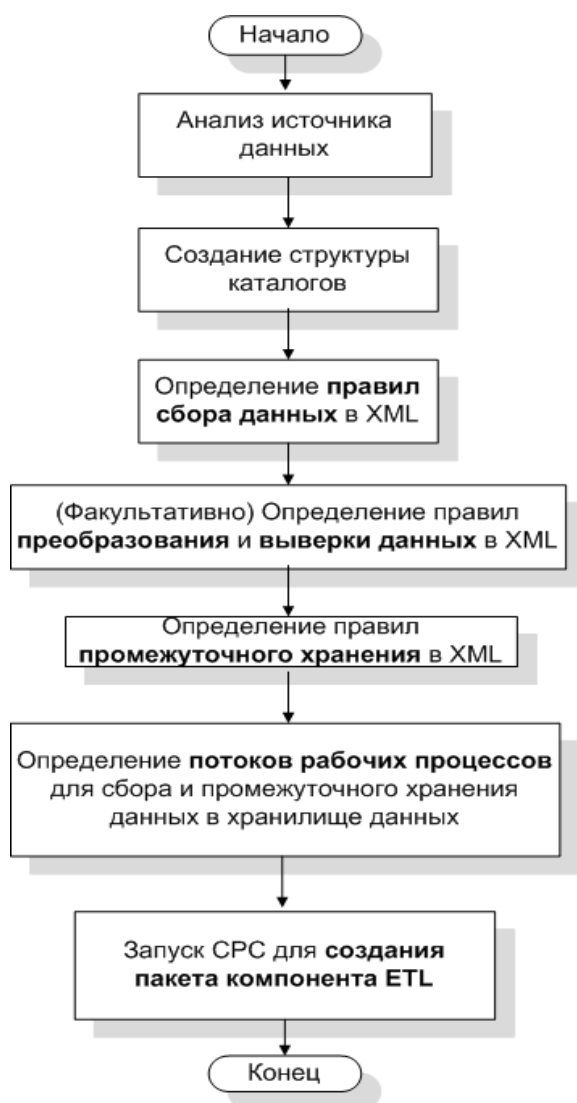 Начало
Анализ источника
данных
Создание структуры
каталогов
Определение правил
сбора данных в XML
(Факультативно) Определение правил
преобразования и выверки данных в XML
Определение правил
промежуточного хранения в XML
Определение потоков рабочих процессов
для сбора и промежуточного хранения
данных в хранилище данных
Запуск CPC для создания
пакета компонента ETL
Конец